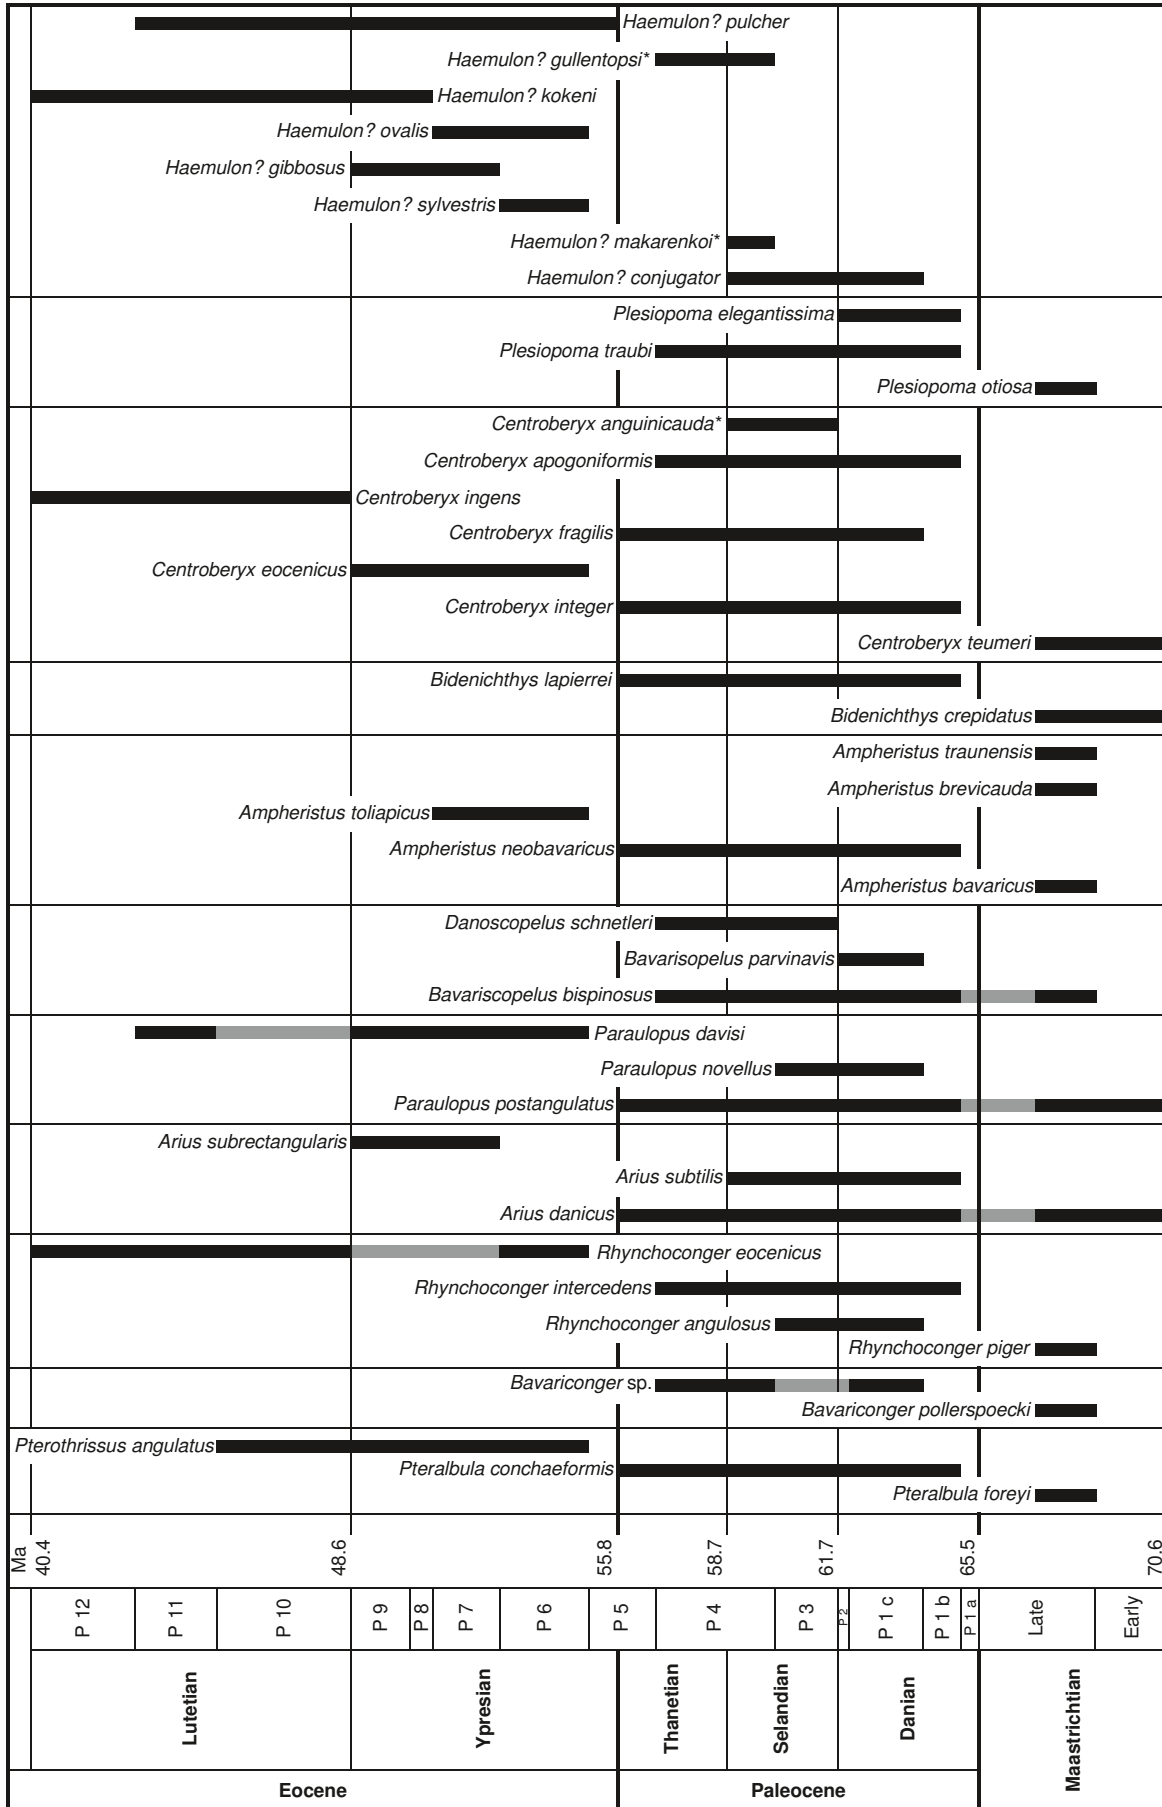 Haemulon? pulcher
Haemulon? gullentopsi*
Haemulon? kokeni
Haemulon? ovalis
Haemulon? gibbosus
Haemulon? sylvestris
Haemulon? makarenkoi*
Haemulon? conjugator
Plesiopoma elegantissima
Plesiopoma traubi
Plesiopoma otiosa
Centroberyx anguinicauda*
Centroberyx apogoniformis
Centroberyx ingens
Centroberyx fragilis
Centroberyx eocenicus
Centroberyx integer
Centroberyx teumeri
Bidenichthys lapierrei
Bidenichthys crepidatus
Ampheristus traunensis
Ampheristus brevicauda
Ampheristus toliapicus
Ampheristus neobavaricus
Ampheristus bavaricus
Danoscopelus schnetleri
Bavarisopelus parvinavis
Bavariscopelus bispinosus
Paraulopus davisi
Paraulopus novellus
Paraulopus postangulatus
Arius subrectangularis
Arius subtilis
Arius danicus
Rhynchoconger eocenicus
Rhynchoconger intercedens
Rhynchoconger angulosus
Rhynchoconger piger
Bavariconger sp.
Bavariconger pollerspoecki
Pterothrissus angulatus
Pteralbula conchaeformis
Pteralbula foreyi
Ma
40.4
48.6
55.8
58.7
61.7
65.5
70.6
P 12
P 11
P 10
P 9
P 8
P 7
P 6
P 5
P 4
P 3
P 2
P 1 c
P 1 b
P 1 a
Late
Early
Lutetian
Ypresian
Thanetian
Selandian
Danian
Maastrichtian
Eocene
Paleocene